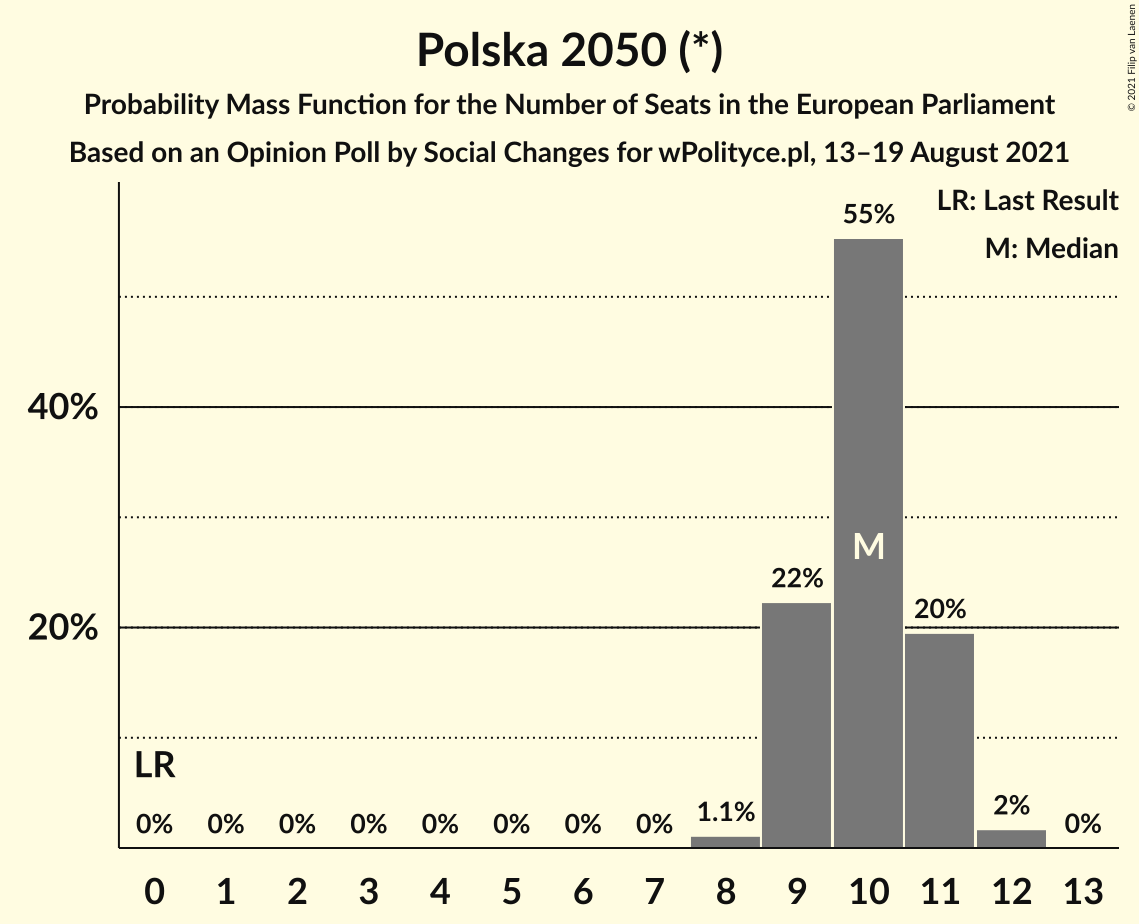 Polska 2050 (*)
Probability Mass Function for the Number of Seats in the European Parliament
Based on an Opinion Poll by Social Changes for wPolityce.pl, 13–19 August 2021
© 2021 Filip van Laenen
LR: Last Result
M: Median
55%
40%
M
22%
20%
20%
LR
0% 0% 0% 0% 0% 0% 0% 0% 1.1% 2% 0%
0 1 2 3 4 5 6 7 8 9 10 11 12 13